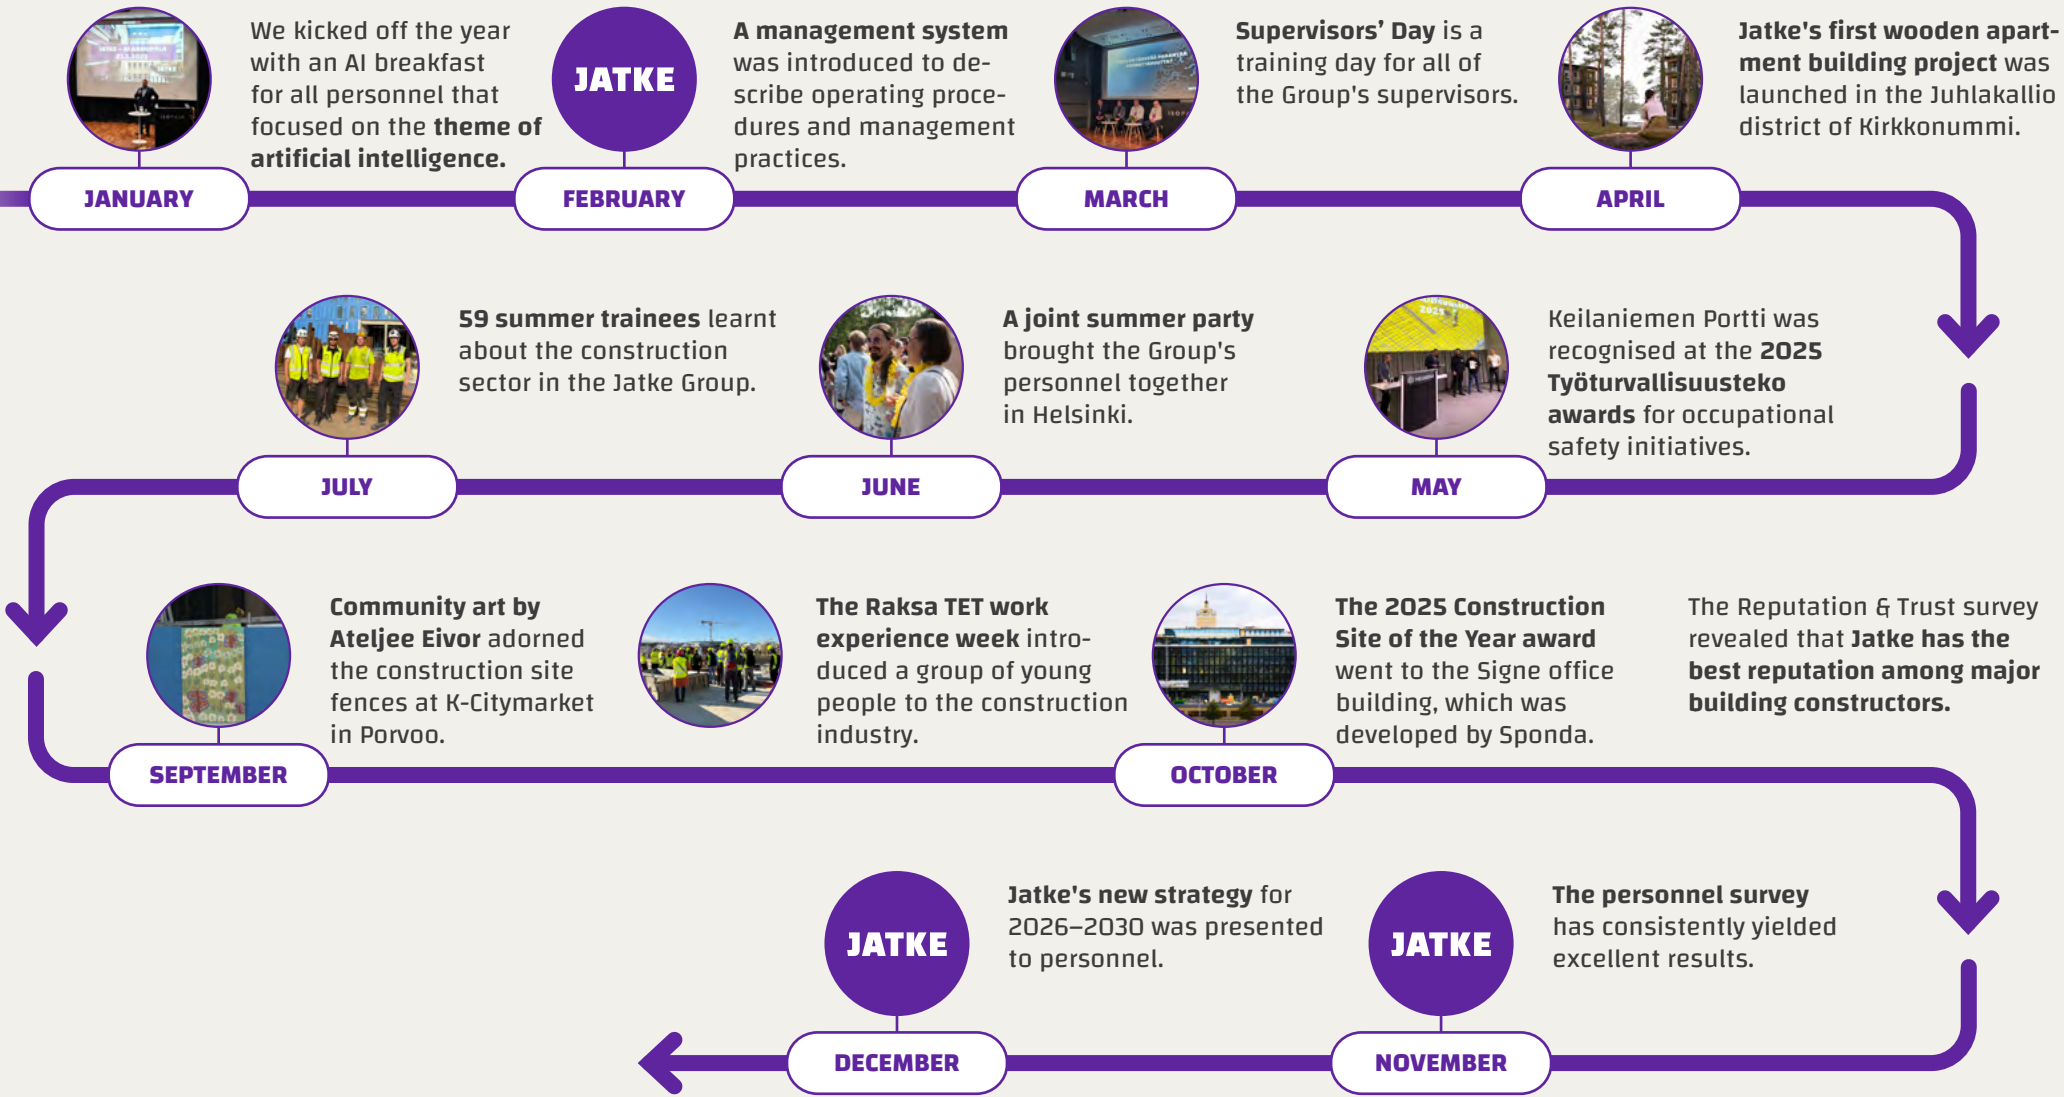 We kicked off the year
with an AI breakfast
for all personnel that
focused on the theme of
artificial intelligence.
JANUARY
JATKE
A management system
was introduced to de-
scribe operating proce-
dures and management
practices.
FEBRUARY
Supervisors’ Day is a
training day for all of
the Group's supervisors.
MARCH
Jatke's first wooden apart-
ment building project was
launched in the Juhlakallio
district of Kirkkonummi.
APRIL
Keilaniemen Portti was
recognised at the 2025
Työturvallisuusteko
awards for occupational
safety initiatives.
MAY
A joint summer party
brought the Group's
personnel together
in Helsinki.
JUNE
59 summer trainees learnt
about the construction
sector in the Jatke Group.
JULY
Community art by
Ateljee Eivor adorned
the construction site
fences at K-Citymarket
in Porvoo.
SEPTEMBER
The Raksa TET work
experience week intro-
duced a group of young
people to the construction
industry.
The 2025 Construction
Site of the Year award
went to the Signe office
building, which was
developed by Sponda.
OCTOBER
The Reputation & Trust survey
revealed that Jatke has the
best reputation among major
building constructors.
JATKE
The personnel survey
has consistently yielded
excellent results.
NOVEMBER
JATKE
Jatke's new strategy for
2026–2030 was presented
to personnel.
DECEMBER